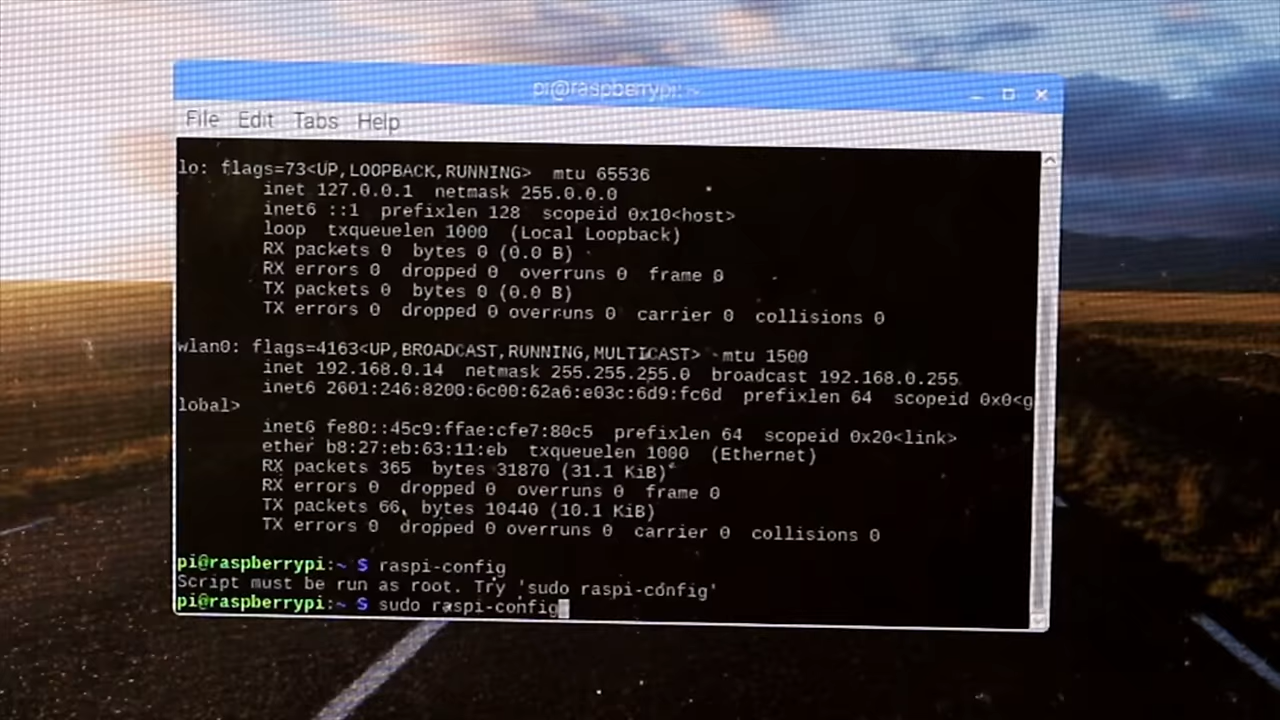 pi@raspberrypi: ~
File Edit Tabs Help
lo: flags=73<UP,LOOPBACK,RUNNING> mtu 65536
inet 127.0.0.1 netmask 255.0.0.0
inet6 ::1 prefixlen 128 scopeid 0x10<host>
loop txqueuelen 1000 (Local Loopback)
RX packets 0 bytes 0 (0.0 B)
RX errors 0 dropped 0 overruns 0 frame 0
TX packets 0 bytes 0 (0.0 B)
TX errors 0 dropped 0 overruns 0 carrier 0 collisions 0
wlan0: flags=4163<UP,BROADCAST,RUNNING,MULTICAST> mtu 1500
inet 192.168.0.14 netmask 255.255.255.0 broadcast 192.168.0.255
inet6 2601:246:8200:6c00:62a6:e03c:6d9:fc6d prefixlen 64 scopeid 0x0<g
lobal>
inet6 fe80::45c9:ffae:cfe7:80c5 prefixlen 64 scopeid 0x20<link>
ether b8:27:eb:63:11:eb txqueuelen 1000 (Ethernet)
RX packets 365 bytes 31870 (31.1 KiB)
RX errors 0 dropped 0 overruns 0 frame 0
TX packets 66 bytes 10440 (10.1 KiB)
TX errors 0 dropped 0 overruns 0 carrier 0 collisions 0
pi@raspberrypi:~ $ raspi-config
Script must be run as root. Try 'sudo raspi-config'
pi@raspberrypi:~ $ sudo raspi-config